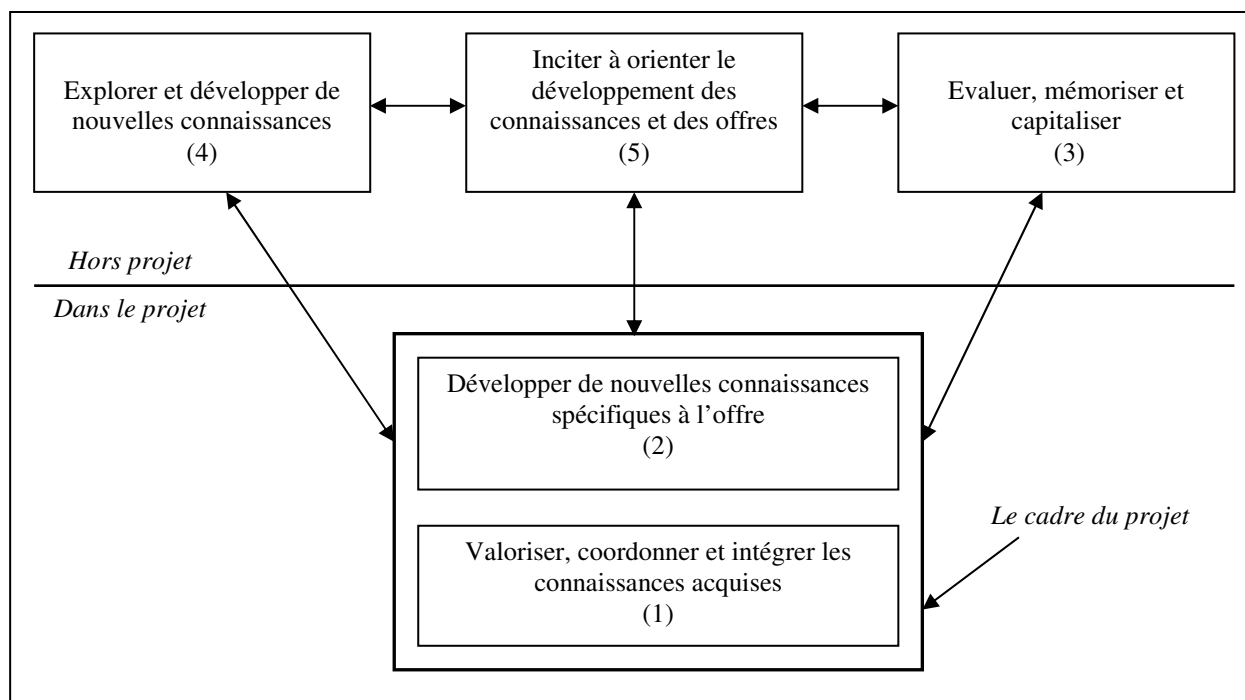 Explorer et développer de
nouvelles connaissances
(4)
Inciter à orienter le
développement des
connaissances et des offres
(5)
Evaluer, mémoriser et
capitaliser
(3)
Hors projet
Dans le projet
Développer de nouvelles connaissances
spécifiques à l’offre
(2)
Le cadre du projet
Valoriser, coordonner et intégrer les
connaissances acquises
(1)